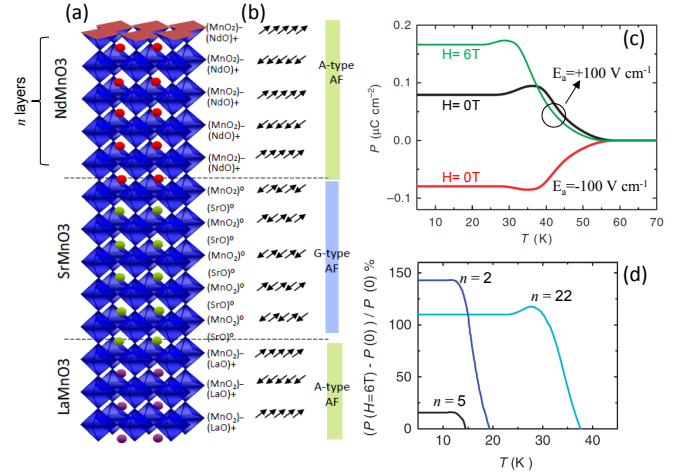 (a)
(b)
n layers
NdMnO3
SrMnO3
LaMnO3
(MnO₂)–
(NdO)+
(MnO₂)–
(NdO)+
(MnO₂)–
(NdO)+
(MnO₂)–
(NdO)+
(MnO₂)–
(NdO)+
(MnO₂)⁰
(SrO)⁰
(MnO₂)⁰
(SrO)⁰
(MnO₂)⁰
(SrO)⁰
(MnO₂)⁰
(SrO)⁰
(MnO₂)⁰
(SrO)⁰
(MnO₂)–
(LaO)+
(MnO₂)–
(LaO)+
(MnO₂)–
(LaO)+
A-type
AF
G-type
AF
A-type
AF
(c)
P (μC cm⁻²)
0.2
0.1
0.0
–0.1
H= 6T
H= 0T
H= 0T
Eₐ=+100 V cm⁻¹
Eₐ=-100 V cm⁻¹
10 20 30 40 50 60 70
T (K)
(d)
(P (H=6T) - P (0) ) / P (0) %
150
100
50
0
n = 2
n = 22
n = 5
10 20 30 40
T (K)